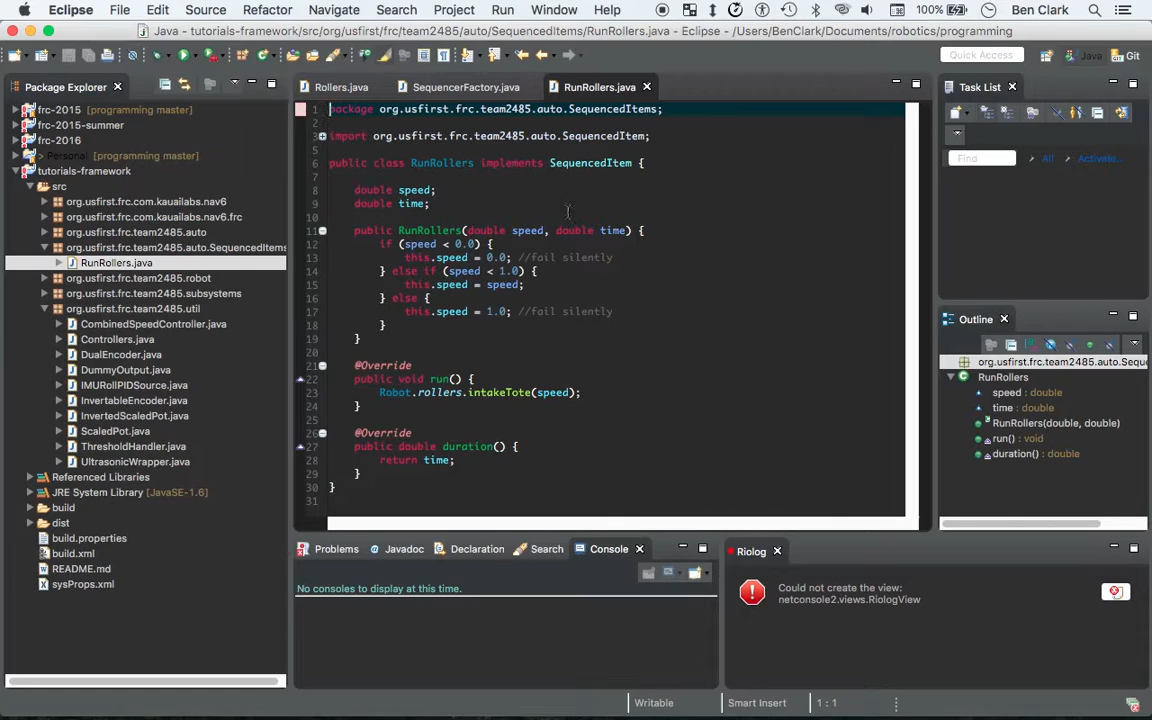 Eclipse File Edit Source Refactor Navigate Search Project Run Window Help 100% Ben Clark
Java - tutorials-framework/src/org/usfirst/frc/team2485/auto/SequencedItems/RunRollers.java - Eclipse - /Users/BenClark/Documents/robotics/programming
Quick Access Java Git
Package Explorer
frc-2015 [programming master]
frc-2015-summer
frc-2016
> Personal [programming master]
tutorials-framework
src
org.usfirst.frc.com.kauailabs.nav6
org.usfirst.frc.com.kauailabs.nav6.frc
org.usfirst.frc.team2485.auto
org.usfirst.frc.team2485.auto.SequencedItems
RunRollers.java
org.usfirst.frc.team2485.robot
org.usfirst.frc.team2485.subsystems
org.usfirst.frc.team2485.util
CombinedSpeedController.java
Controllers.java
DualEncoder.java
DummyOutput.java
IMURollPIDSource.java
InvertableEncoder.java
InvertedScaledPot.java
ScaledPot.java
ThresholdHandler.java
UltrasonicWrapper.java
Referenced Libraries
JRE System Library [JavaSE-1.6]
build
dist
build.properties
build.xml
README.md
sysProps.xml
Rollers.java SequencerFactory.java RunRollers.java
1 package org.usfirst.frc.team2485.auto.SequencedItems;
2
3 import org.usfirst.frc.team2485.auto.SequencedItem;
5
6 public class RunRollers implements SequencedItem {
7
8 double speed;
9 double time;
10
11 public RunRollers(double speed, double time) {
12 if (speed < 0.0) {
13 this.speed = 0.0; //fail silently
14 } else if (speed < 1.0) {
15 this.speed = speed;
16 } else {
17 this.speed = 1.0; //fail silently
18 }
19 }
20
21 @Override
22 public void run() {
23 Robot.rollers.intakeTote(speed);
24 }
25
26 @Override
27 public double duration() {
28 return time;
29 }
30 }
31
Problems Javadoc Declaration Search Console
No consoles to display at this time.
Riolog
Could not create the view:
netconsole2.views.RiologView
Task List
Find All Activate...
Outline
org.usfirst.frc.team2485.auto.Seque
RunRollers
speed : double
time : double
RunRollers(double, double)
run() : void
duration() : double
Writable Smart Insert 1 : 1